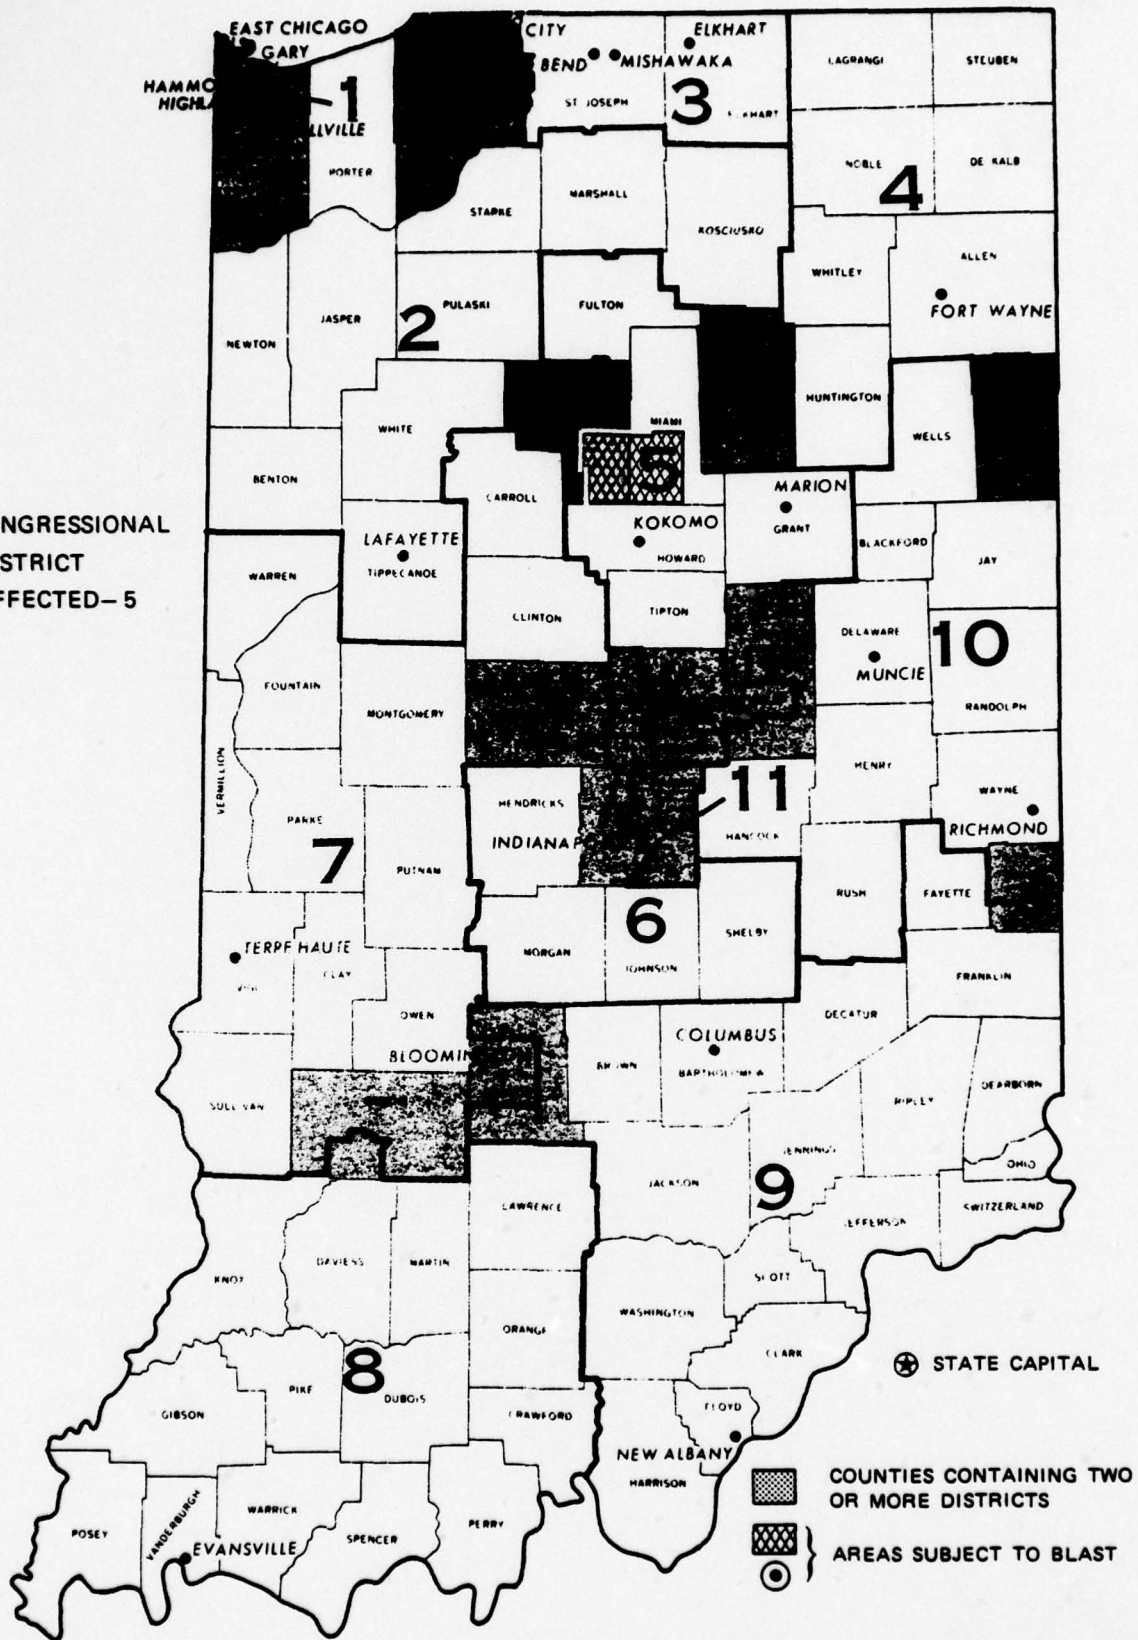 EAST CHICAGO
GARY
HAMMO
HIGHLA
1
LLVILLE
PORTER
CITY
BEND
MISHAWAKA
ELKHART
ST JOSEPH
3
LAGRANGE
STEUBEN
NOBLE
DE KALB
4
STARKE
MARSHALL
KOSCIUSKO
WHITLEY
ALLEN
FORT WAYNE
NEWTON
JASPER
2
PULASKI
FULTON
MIAMI
5
HUNTINGTON
WELLS
WHITE
BENTON
CARROLL
MARION
GRANT
KOKOMO
HOWARD
BLACKFORD
JAY
NGRESSIONAL
STRICT
FFECTED–5
LAFAYETTE
TIPPECANOE
WARREN
CLINTON
TIPTON
DELAWARE
MUNCIE
10
RANDOLPH
FOUNTAIN
MONTGOMERY
VERMILLION
HENRY
WAYNE
RICHMOND
HENDRICKS
INDIANAP
11
HANCOCK
PARKE
7
PUTNAM
RUSH
FAYETTE
TERRE HAUTE
CLAY
OWEN
MORGAN
6
JOHNSON
SHELBY
FRANKLIN
DECATUR
BLOOMIN
BROWN
COLUMBUS
BARTHOLOMEW
SULLIVAN
RIPLEY
DEARBORN
JENNINGS
OHIO
9
JACKSON
JEFFERSON
SWITZERLAND
LAWRENCE
KNOX
DAVIESS
MARTIN
SCOTT
WASHINGTON
ORANGE
CLARK
8
PIKE
DUBOIS
GIBSON
CRAWFORD
FLOYD
NEW ALBANY
HARRISON
POSEY
VANDERBURGH
WARRICK
EVANSVILLE
SPENCER
PERRY
STATE CAPITAL
COUNTIES CONTAINING TWO
OR MORE DISTRICTS
AREAS SUBJECT TO BLAST